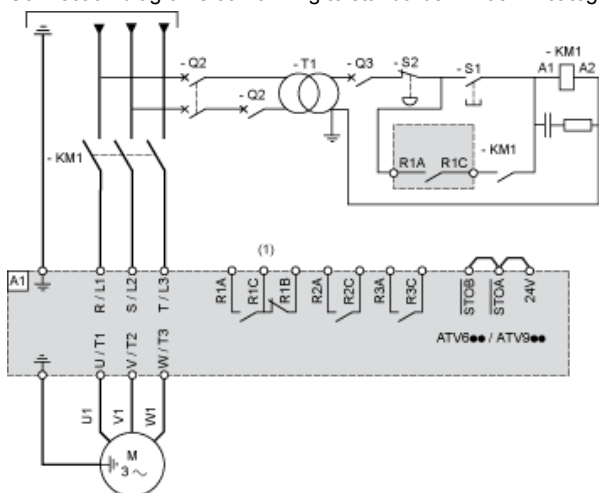 - Q2
- T1
- Q3
- S2
- S1
- KM1
A1
A2
- Q2
- KM1
R1A
R1C
- KM1
(1)
A1
R / L1
S / L2
T / L3
R1A
R1C
R1B
R2A
R2C
R3A
R3C
STOB
STOA
24V
ATV6●● / ATV9●●
U / T1
V / T2
W / T3
U1
V1
W1
M
3 ~